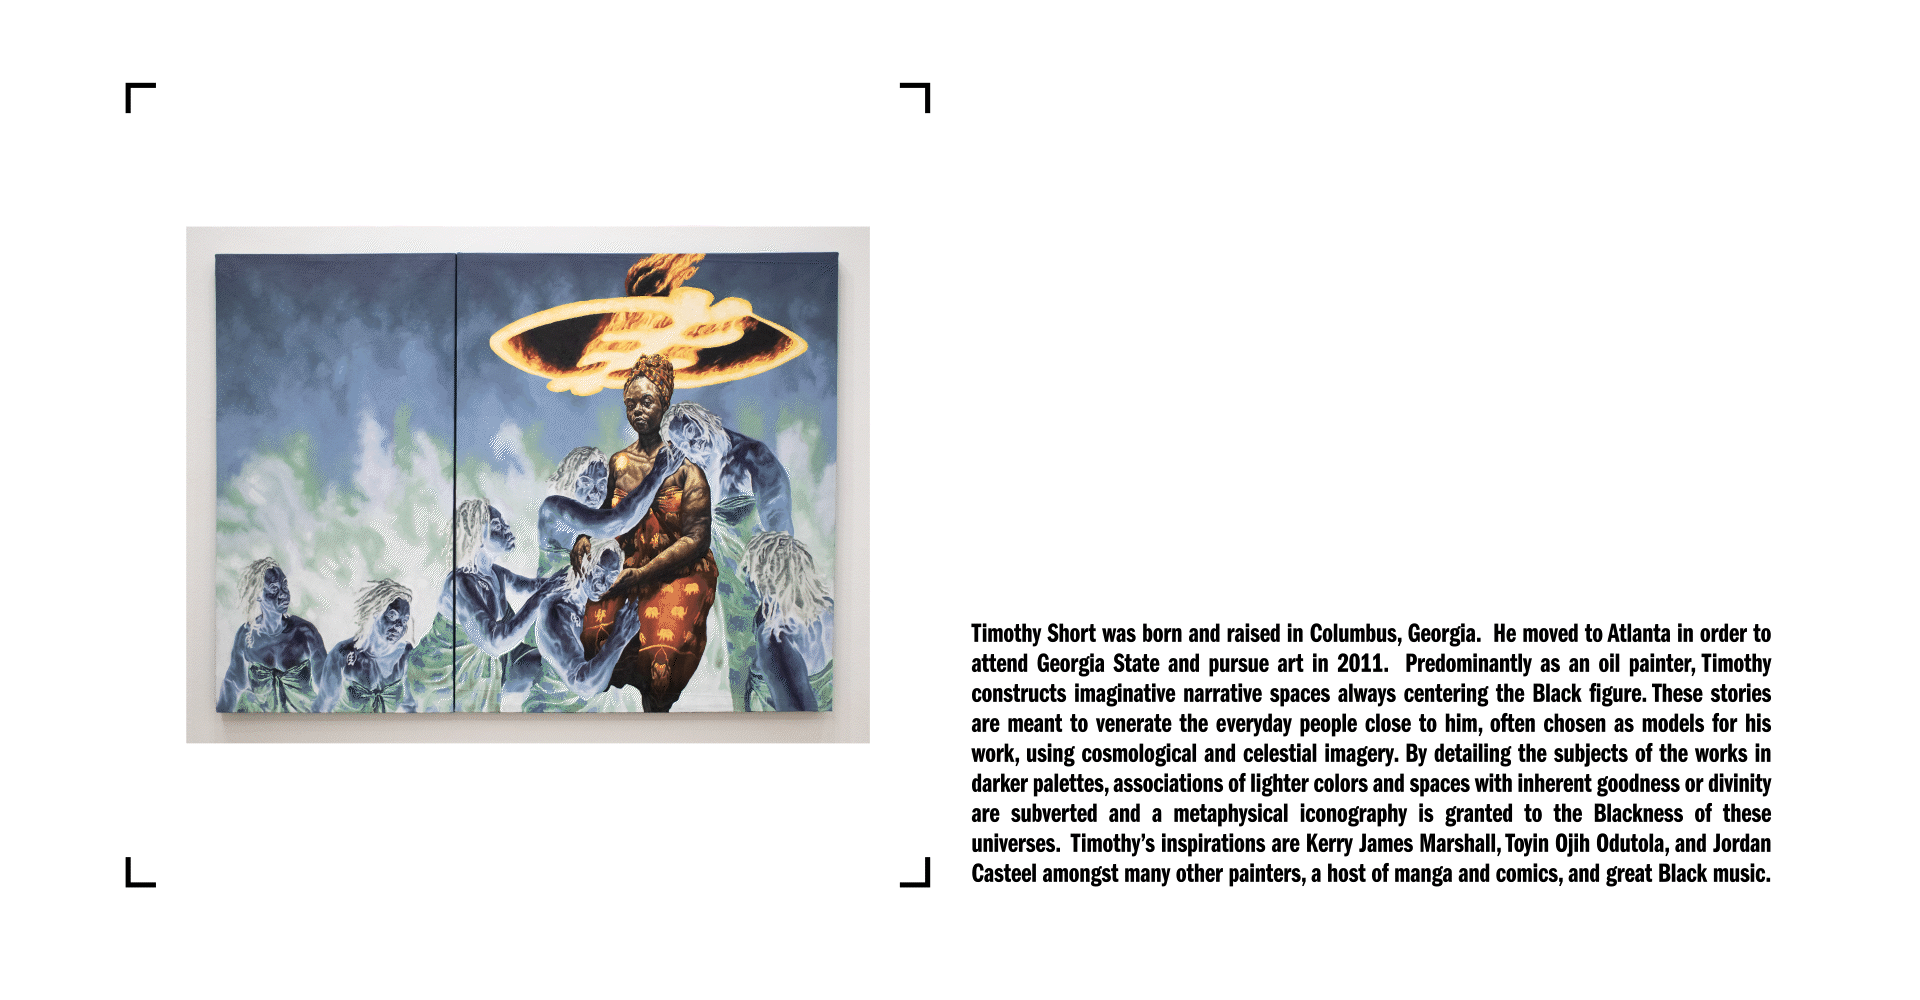 Timothy Short was born and raised in Columbus, Georgia.  He moved to Atlanta in order to
attend Georgia State and pursue art in 2011.  Predominantly as an oil painter, Timothy
constructs imaginative narrative spaces always centering the Black figure. These stories
are meant to venerate the everyday people close to him, often chosen as models for his
work, using cosmological and celestial imagery. By detailing the subjects of the works in
darker palettes, associations of lighter colors and spaces with inherent goodness or divinity
are subverted and a metaphysical iconography is granted to the Blackness of these
universes.  Timothy’s inspirations are Kerry James Marshall, Toyin Ojih Odutola, and Jordan
Casteel amongst many other painters, a host of manga and comics, and great Black music.